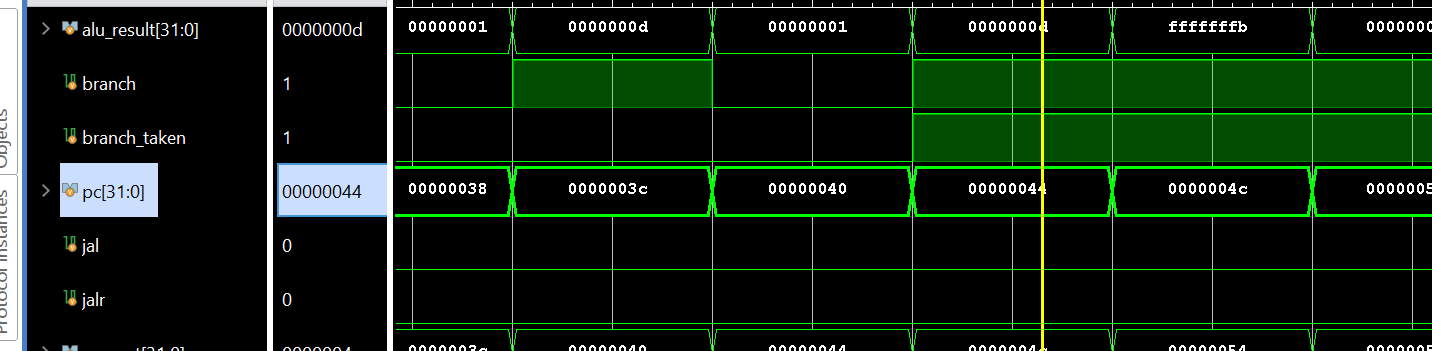 alu_result[31:0] 0000000d 00000001 0000000d 00000001 0000000d fffffffb
branch 1
branch_taken 1
pc[31:0] 00000044 00000038 0000003c 00000040 00000044 0000004c
jal 0
jalr 0
Objects
Protocol Instances